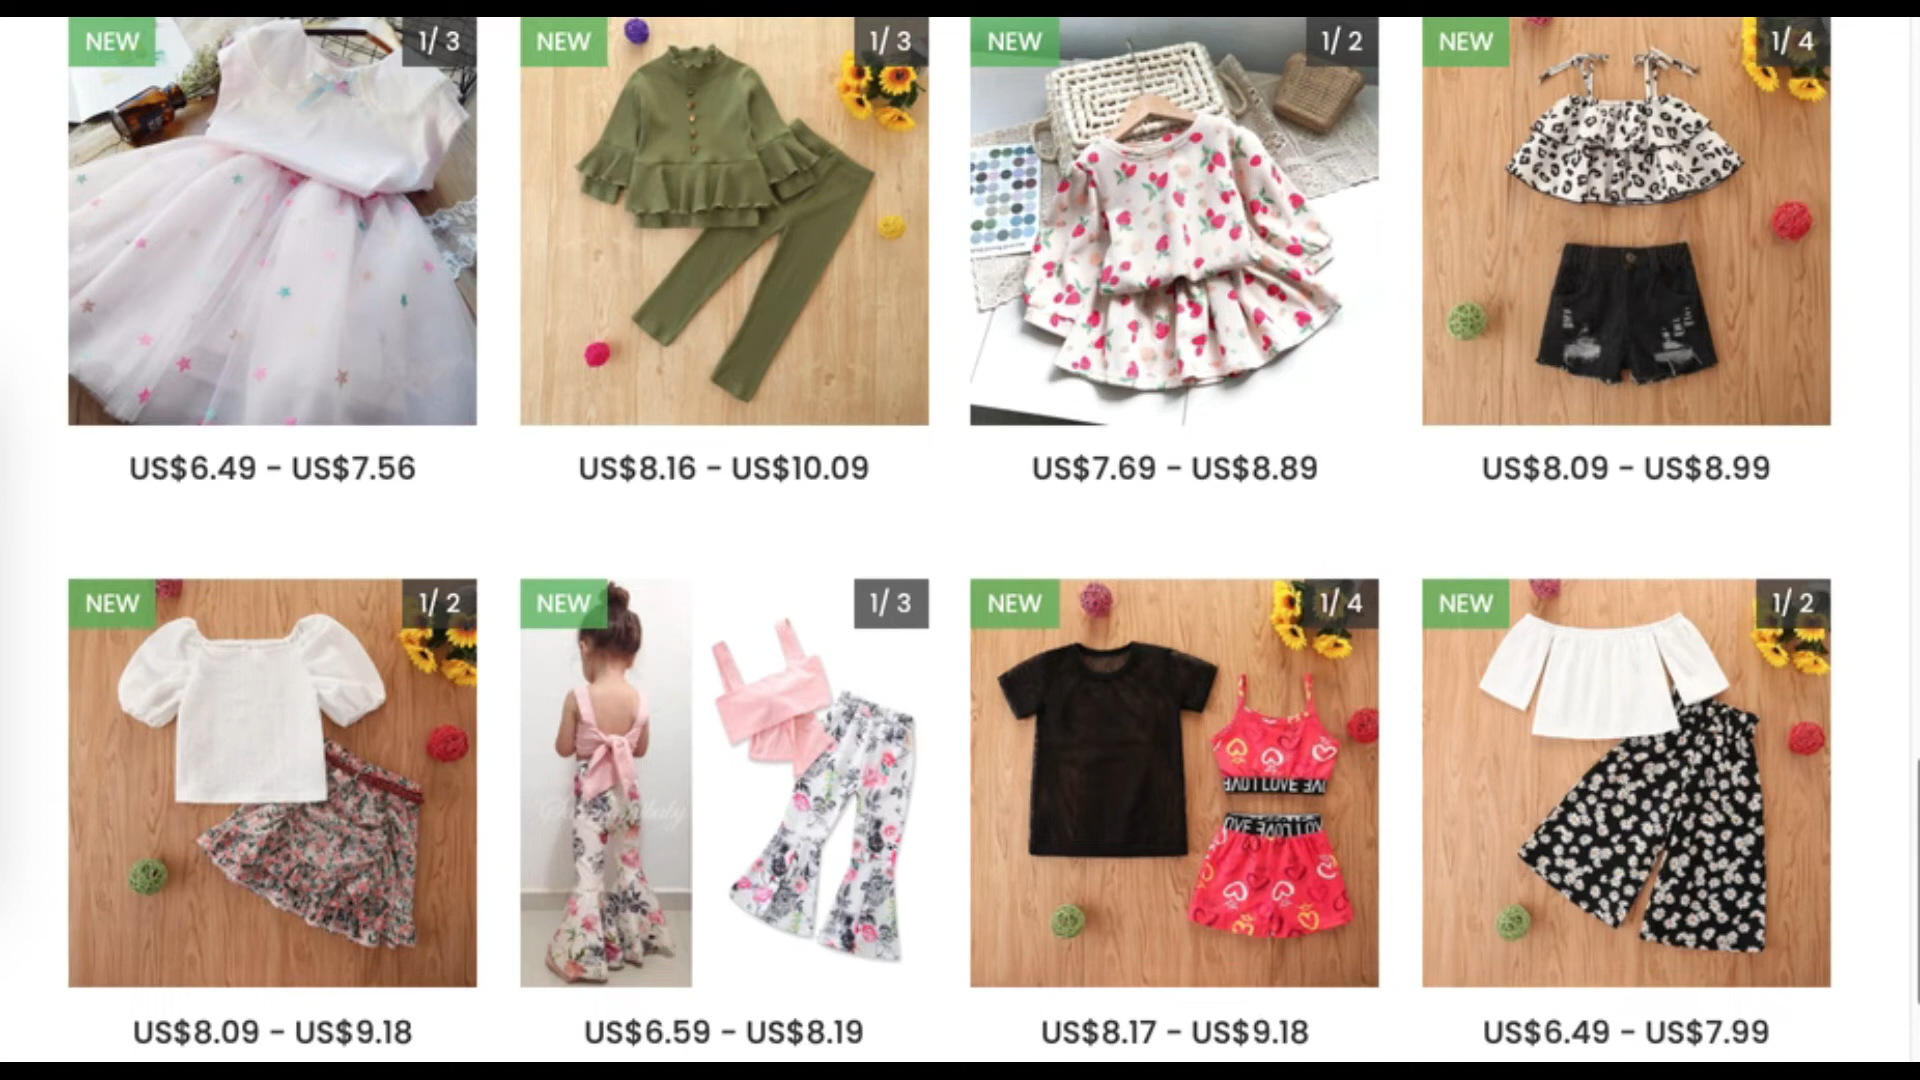 NEW
1/ 3
NEW
1/ 3
NEW
1/ 2
NEW
1/ 4
US$6.49 - US$7.56
US$8.16 - US$10.09
US$7.69 - US$8.89
US$8.09 - US$8.99
NEW
1/ 2
NEW
1/ 3
NEW
1/ 4
NEW
1/ 2
LOVE
US$8.09 - US$9.18
US$6.59 - US$8.19
US$8.17 - US$9.18
US$6.49 - US$7.99